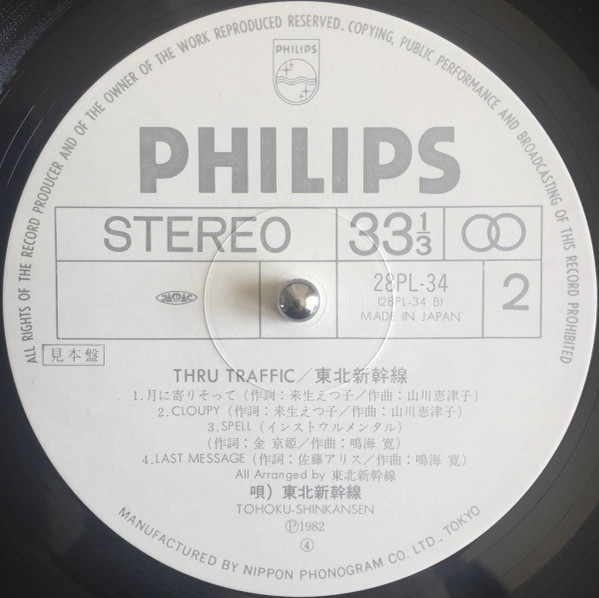 ALL RIGHTS OF THE RECORD PRODUCER AND OF THE OWNER OF THE WORK REPRODUCED RESERVED. COPYING, PUBLIC PERFORMANCE AND BROADCASTING OF THIS RECORD PROHIBITED
PHILIPS
PHILIPS
STEREO 33 1/3
JASRAC 28PL-34 2
(28PL-34 B)
MADE IN JAPAN
見本盤
THRU TRAFFIC／東北新幹線
1.月に寄りそって（作詞：来生えつ子／作曲：山川恵津子）
2.CLOUPY（作詞：来生えつ子／作曲：山川恵津子）
3.SPELL（インストウルメンタル）
（作詞：金 京姫／作曲：鳴海 寛）
4.LAST MESSAGE（作詞：佐藤アリス／作曲：鳴海 寛）
All Arranged by 東北新幹線
唄）東北新幹線
TOHOKU-SHINKANSEN
Ⓟ1982
④
MANUFACTURED BY NIPPON PHONOGRAM CO. LTD., TOKYO